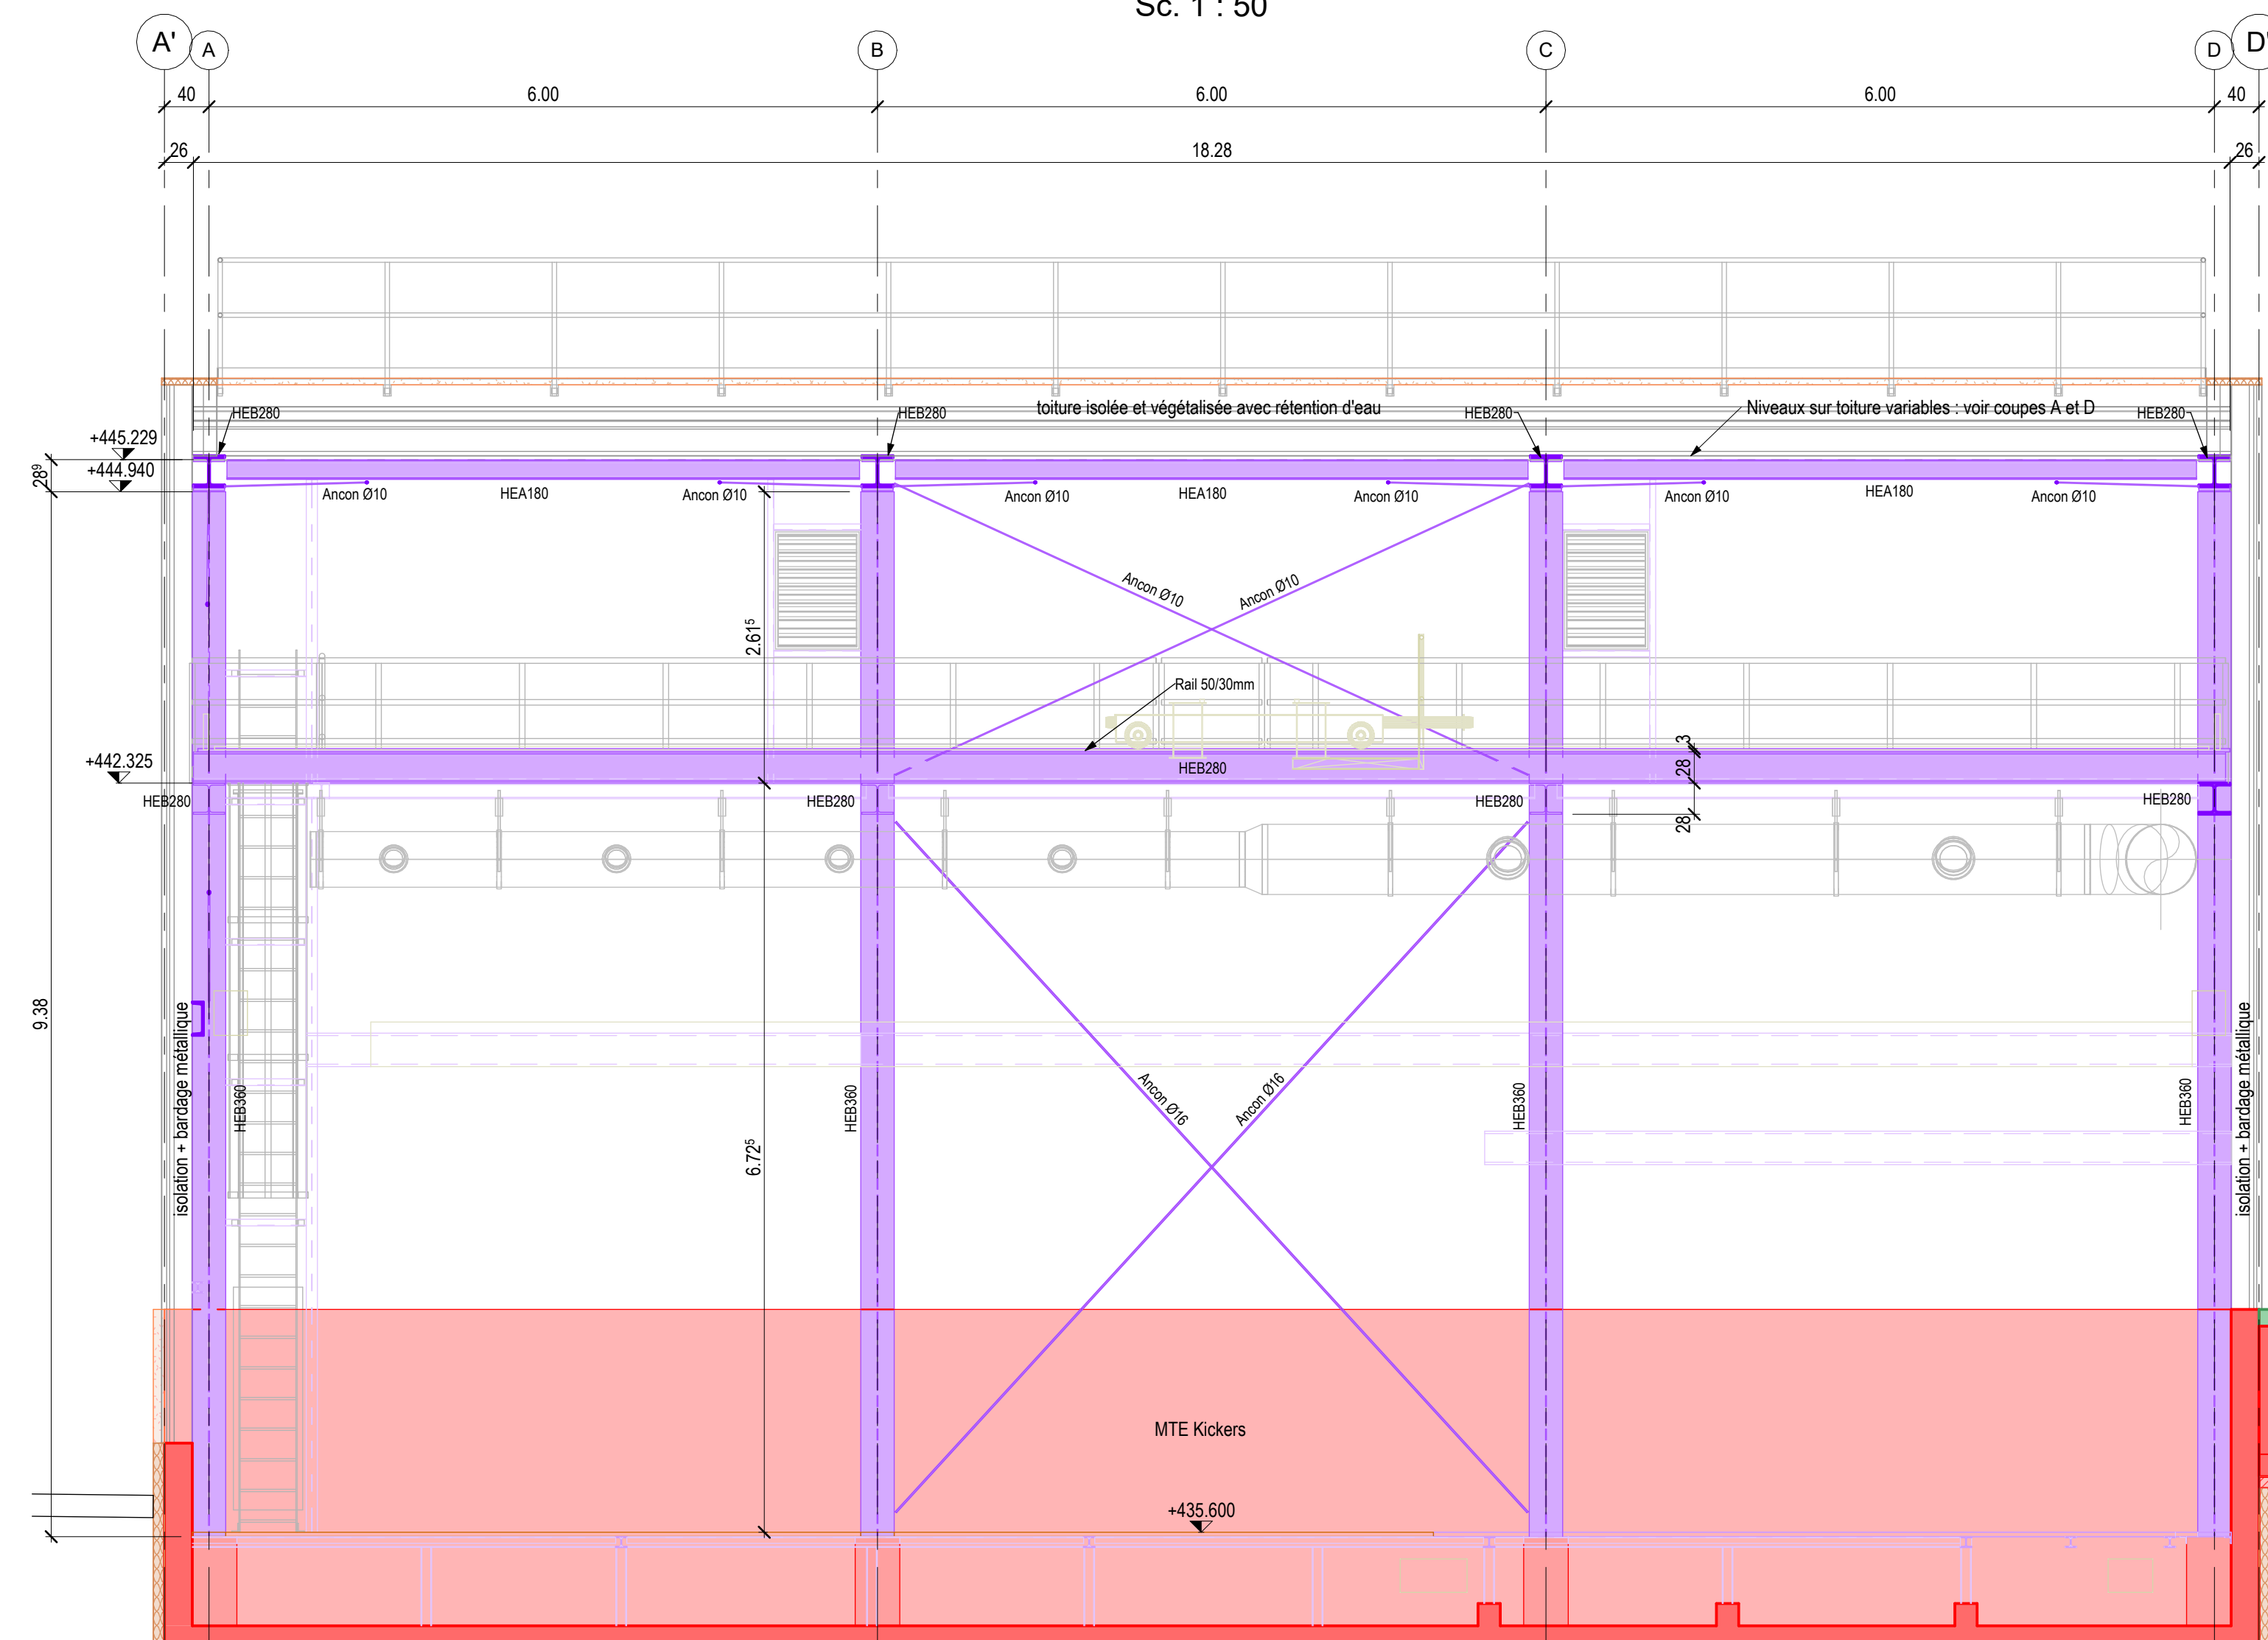 Sc. 1 : 50
A' A B C D D'
40 6.00 6.00 6.00 40
26 18.28 26
HEB280 HEB280 toiture isolée et végétalisée avec rétention d'eau HEB280 Niveaux sur toiture variables : voir coupes A et D HEB280
+445.229
28⁹
+444.940
Ancon Ø10 HEA180 Ancon Ø10 Ancon Ø10 HEA180 Ancon Ø10 Ancon Ø10 HEA180 Ancon Ø10
Ancon Ø10 Ancon Ø10
2.61⁵
Rail 50/30mm
3
+442.325 HEB280 28
HEB280 HEB280 HEB280 HEB280
28
9.38
isolation + bardage métallique
HEB360 HEB360 HEB360 HEB360
isolation + bardage métallique
Ancon Ø16 Ancon Ø16
6.72⁵
MTE Kickers
+435.600